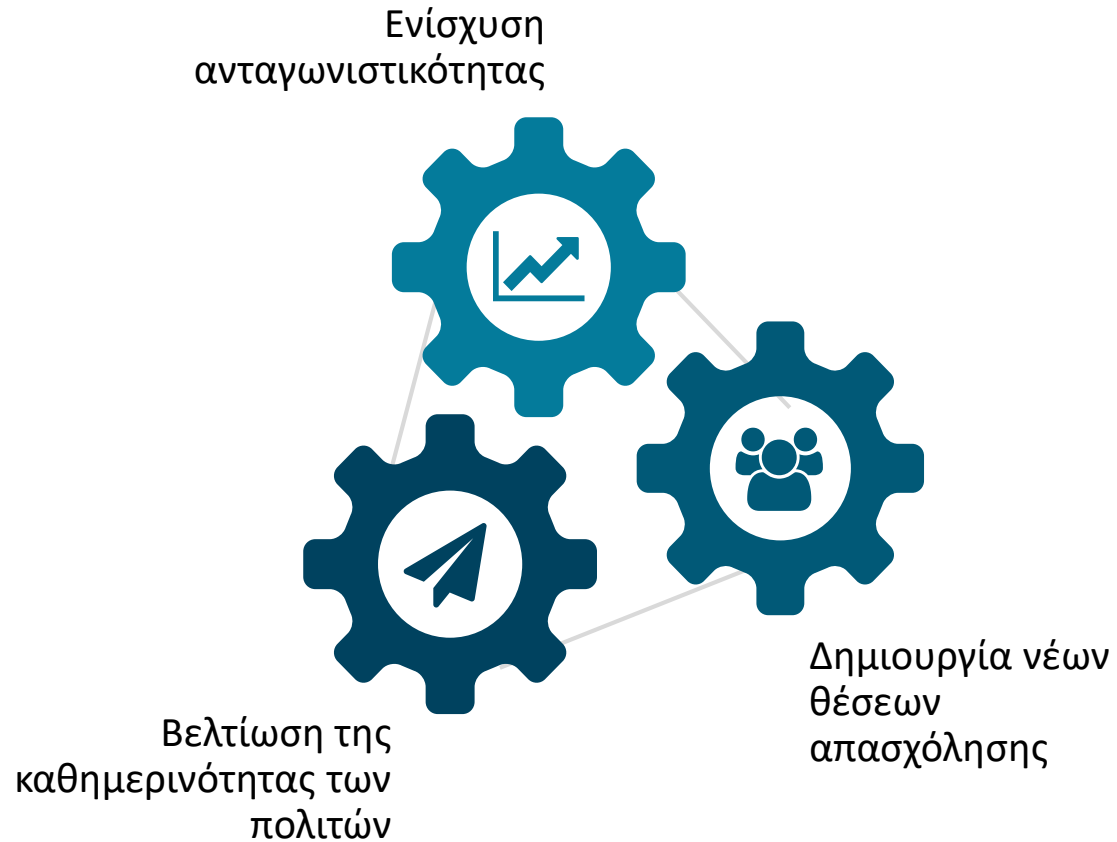 Ενίσχυση
ανταγωνιστικότητας
Δημιουργία νέων
θέσεων
απασχόλησης
Βελτίωση της
καθημερινότητας των
πολιτών